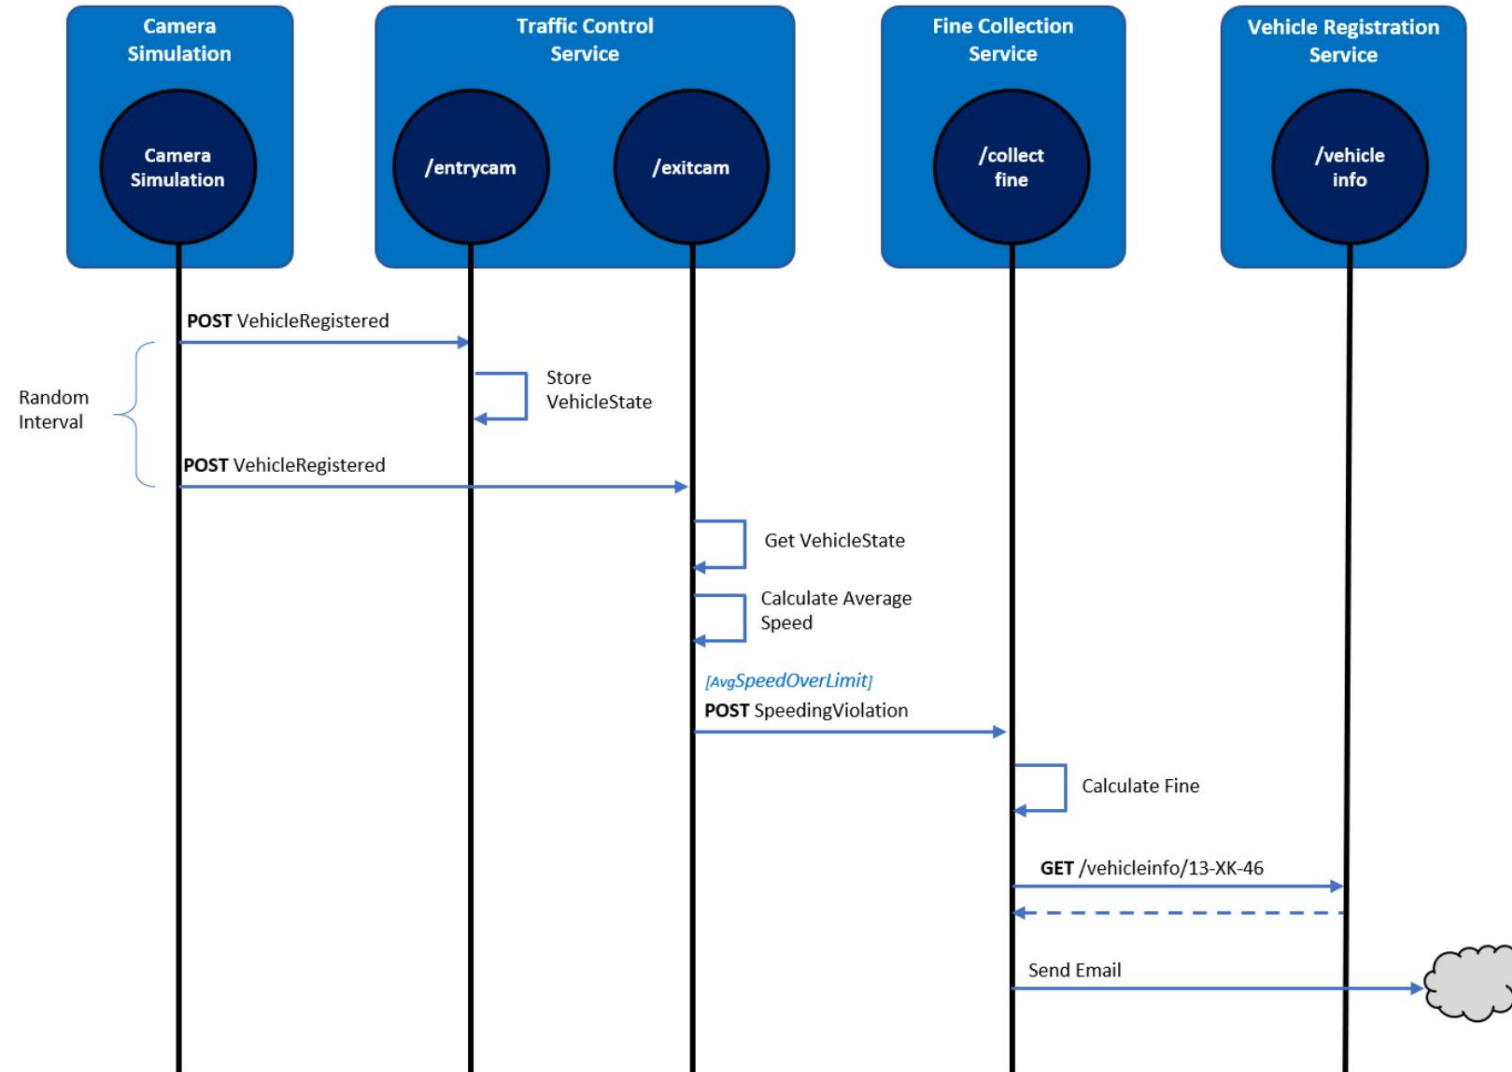 Camera
Simulation
Traffic Control
Service
Fine Collection
Service
Vehicle Registration
Service
Camera
Simulation
/entrycam
/exitcam
/collect
fine
/vehicle
info
POST VehicleRegistered
Store
VehicleState
Random
Interval
POST VehicleRegistered
Get VehicleState
Calculate Average
Speed
[AvgSpeedOverLimit]
POST SpeedingViolation
Calculate Fine
GET /vehicleinfo/13-XK-46
Send Email